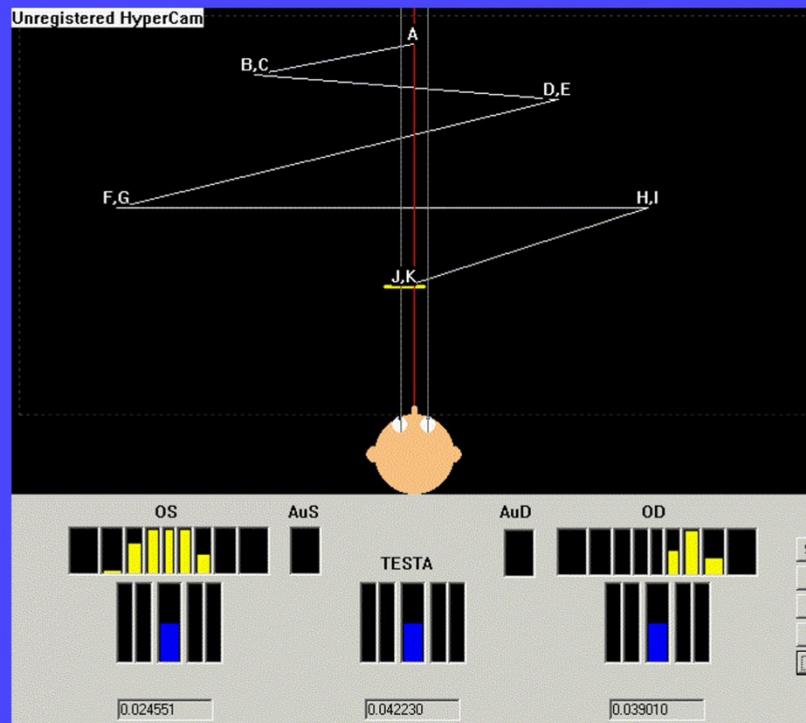 Unregistered HyperCam
A
B,C
D,E
F,G
H,I
J,K
OS
AuS
AuD
OD
TESTA
0.024551
0.042230
0.039010